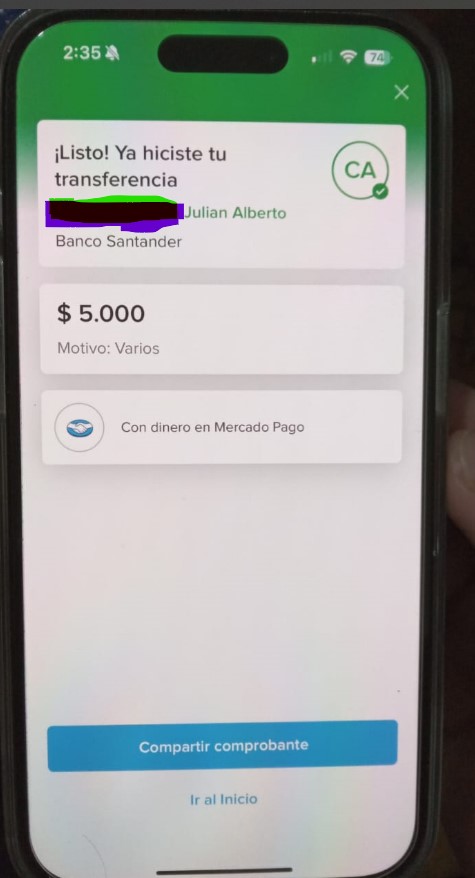 2:35
74
¡Listo! Ya hiciste tu
transferencia
CA
Julian Alberto
Banco Santander
$ 5.000
Motivo: Varios
Con dinero en Mercado Pago
Compartir comprobante
Ir al Inicio